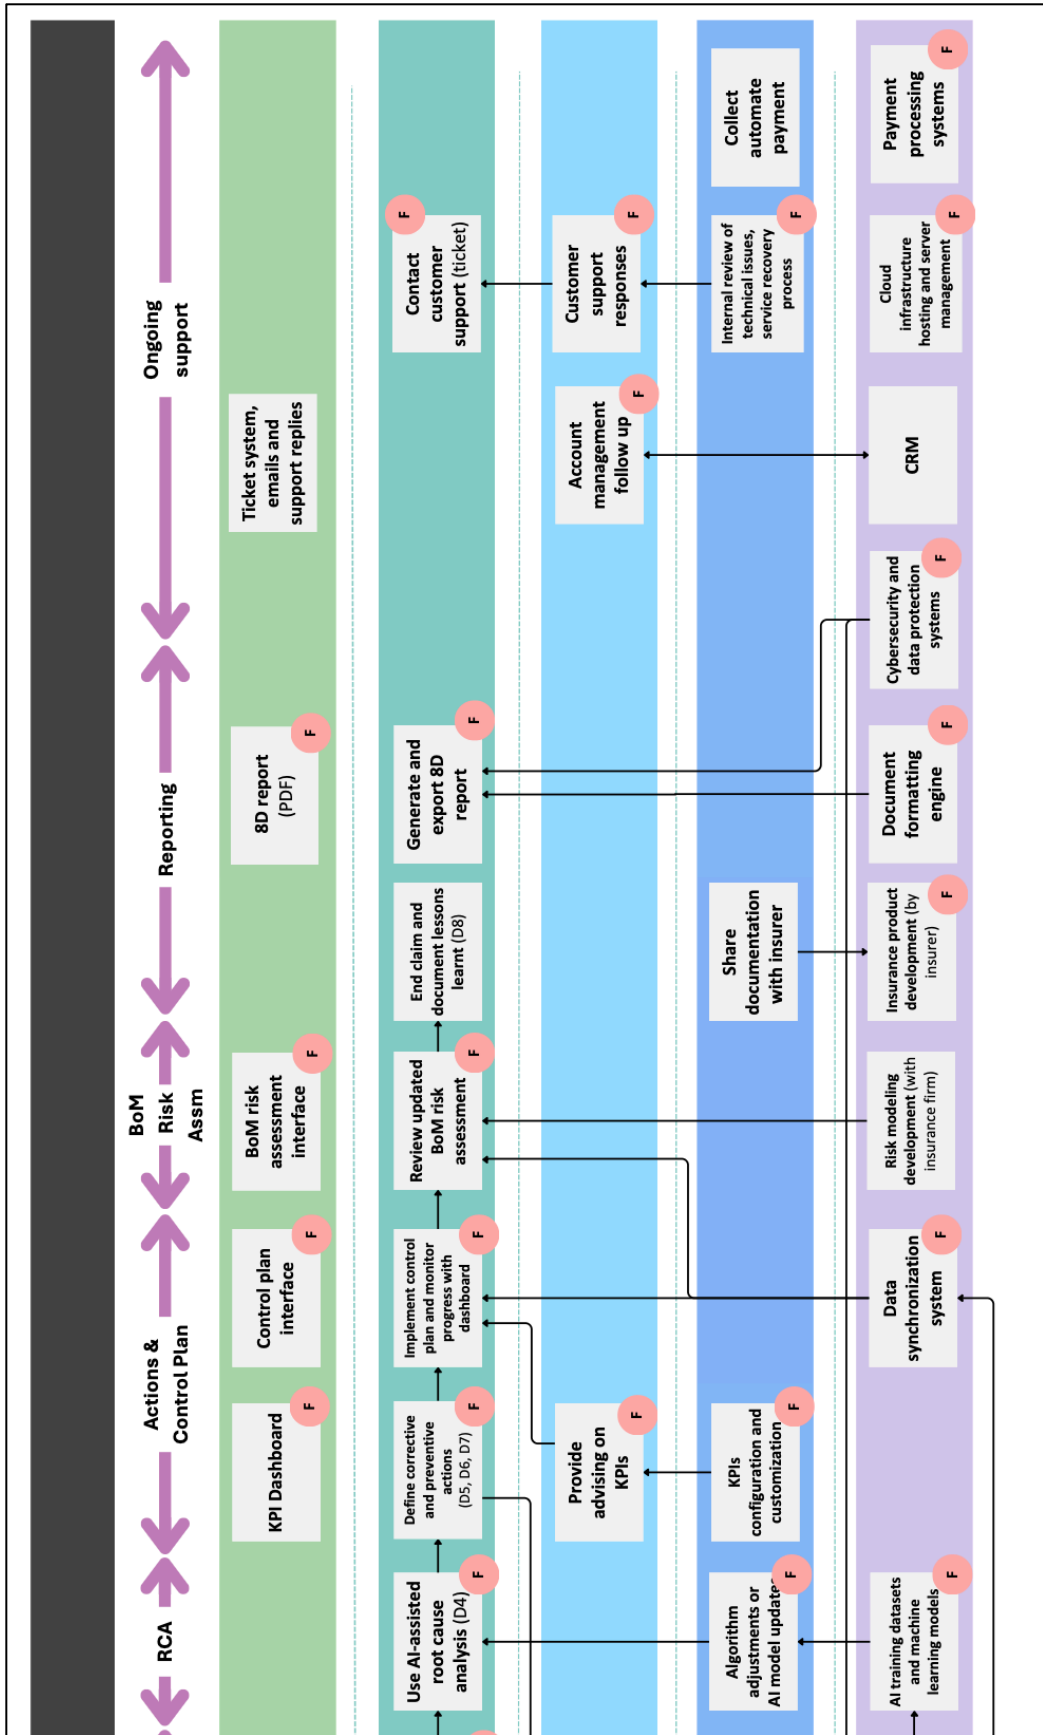 RCA
Actions &
Control Plan
BoM
Risk
Assm
Reporting
Ongoing
support
KPI Dashboard
F
Control plan
interface
F
BoM risk
assessment
interface
F
8D report
(PDF)
F
Ticket system,
emails and
support replies
Use AI-assisted
root cause
analysis (D4)
F
Define corrective
and preventive
actions
(D5, D6, D7)
F
Implement control
plan and monitor
progress with
dashboard
F
Review updated
BoM risk
assessment
F
End claim and
document lessons
learnt (D8)
Generate and
export 8D
report
F
Contact
customer
support (ticket)
F
Provide
advising on
KPIs
F
Account
management
follow up
F
Customer
support
responses
F
Algorithm
adjustments or
AI model updates
F
KPIs
configuration and
customization
F
Share
documentation
with insurer
Internal review of
technical issues,
service recovery
process
F
Collect
automate
payment
AI training datasets
and machine
learning models
F
Data
synchronization
system
F
Risk modeling
development (with
insurance firm)
Insurance product
development (by
insurer)
F
Document
formatting
engine
F
Cybersecurity and
data protection
systems
F
CRM
Cloud
infrastructure
hosting and server
management
F
Payment
processing
systems
F